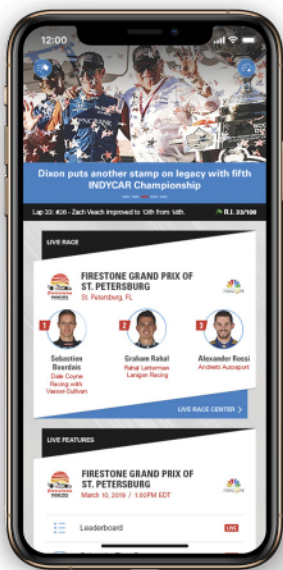 12:00
Dixon puts another stamp on legacy with fifth
INDYCAR Championship
Lap 33: #26 - Zach Veach improved to 13th from 14th.
R.I. 33/100
LIVE RACE
FIRESTONE GRAND PRIX OF
ST. PETERSBURG
St. Petersburg, FL
1
2
3
Sebastien
Bourdais
Dale Coyne
Racing with
Vasser-Sullivan
Graham Rahal
Rahal Letterman
Lanigan Racing
Alexander Rossi
Andretti Autosport
LIVE RACE CENTER >
LIVE FEATURES
FIRESTONE GRAND PRIX OF
ST. PETERSBURG
March 10, 2019 / 1:00PM EDT
Leaderboard
LIVE